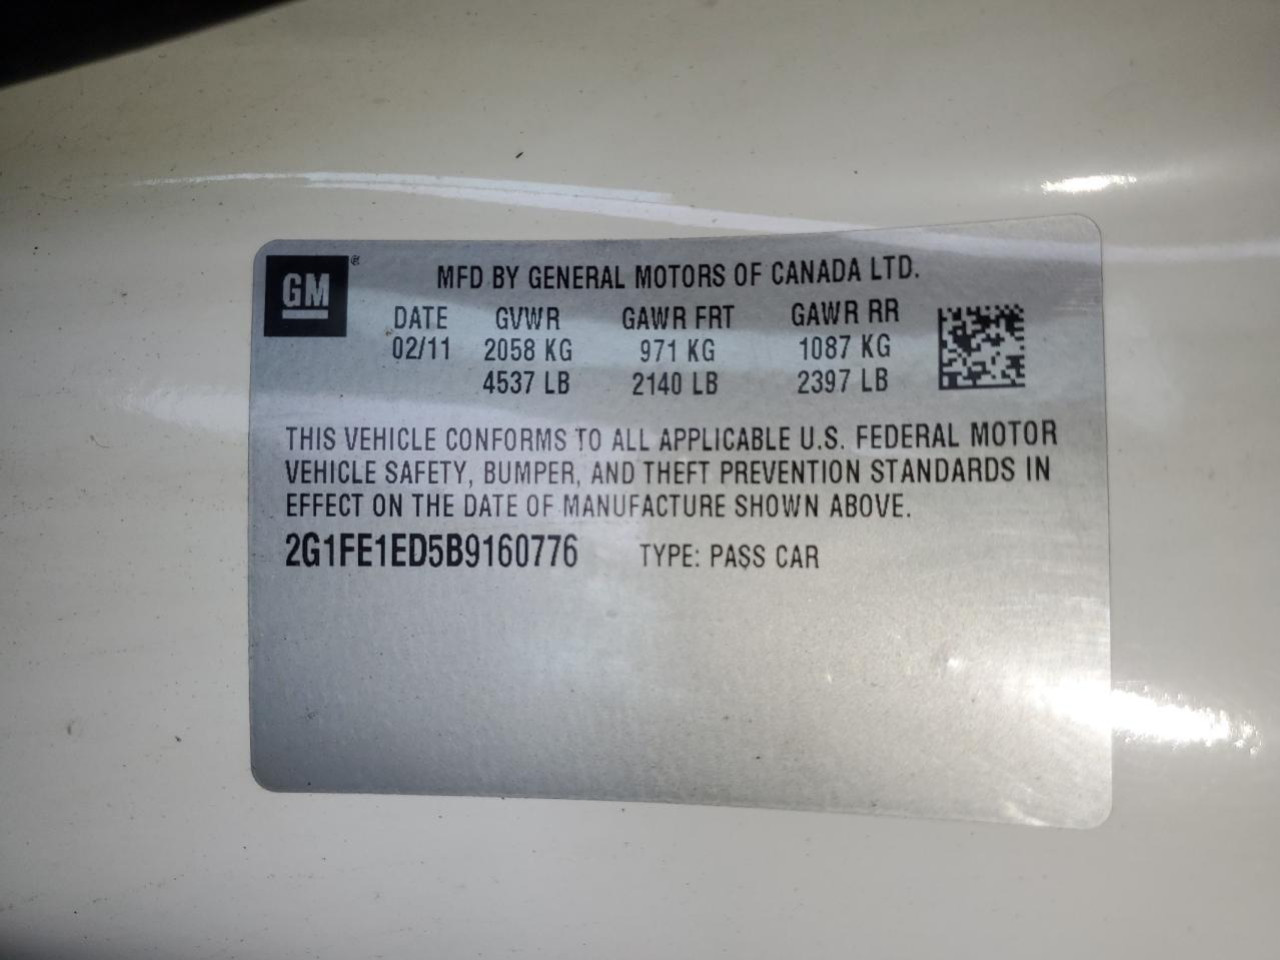 GM ®
MFD BY GENERAL MOTORS OF CANADA LTD.
DATE GVWR GAWR FRT GAWR RR
02/11 2058 KG 971 KG 1087 KG
4537 LB 2140 LB 2397 LB
THIS VEHICLE CONFORMS TO ALL APPLICABLE U.S. FEDERAL MOTOR
VEHICLE SAFETY, BUMPER, AND THEFT PREVENTION STANDARDS IN
EFFECT ON THE DATE OF MANUFACTURE SHOWN ABOVE.
2G1FE1ED5B9160776 TYPE: PASS CAR